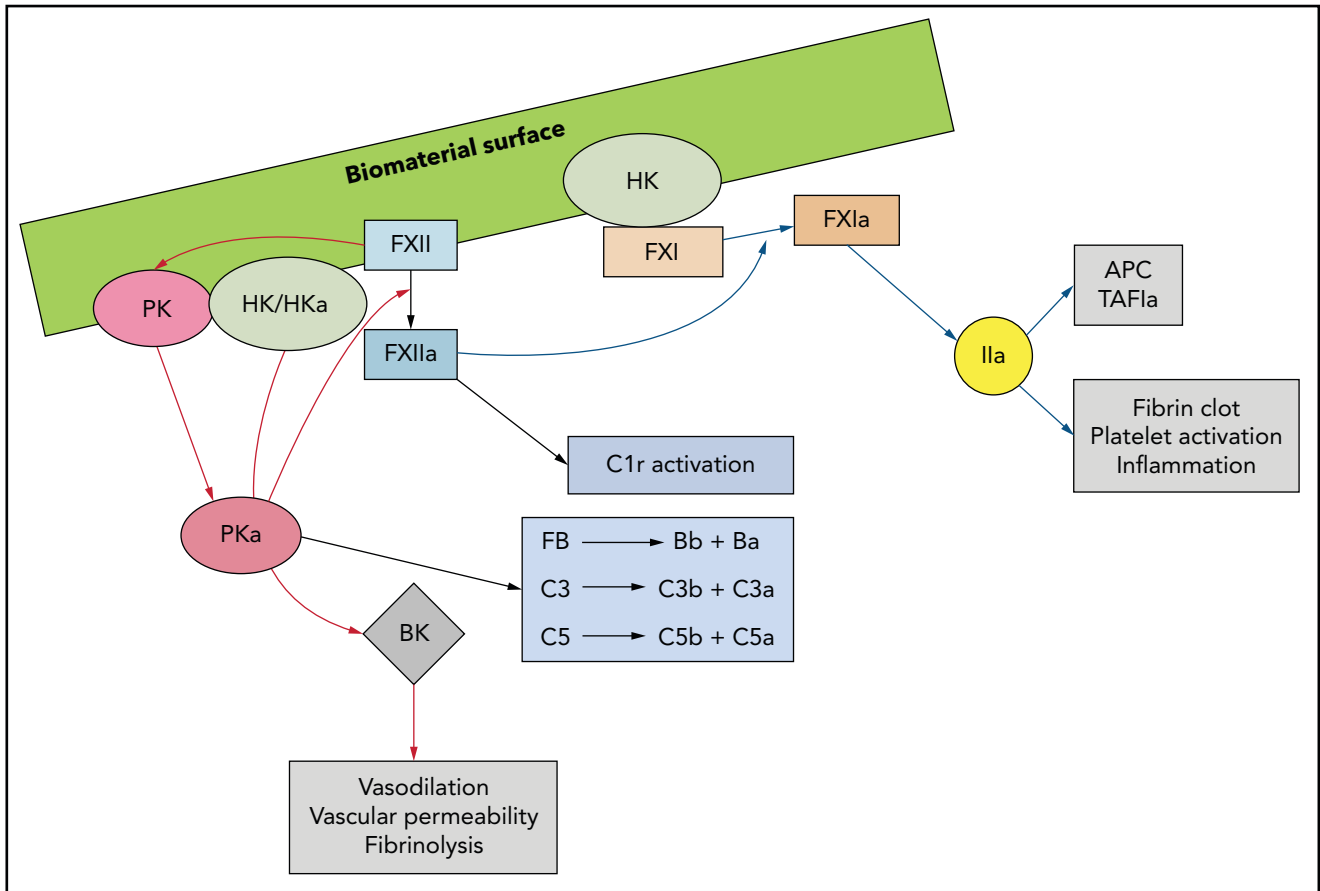 Biomaterial surface
HK
FXI
FXIa
FXII
PK
HK/HKa
FXIIa
APC
TAFIa
IIa
Fibrin clot
Platelet activation
Inflammation
C1r activation
PKa
FB → Bb + Ba
C3 → C3b + C3a
C5 → C5b + C5a
BK
Vasodilation
Vascular permeability
Fibrinolysis